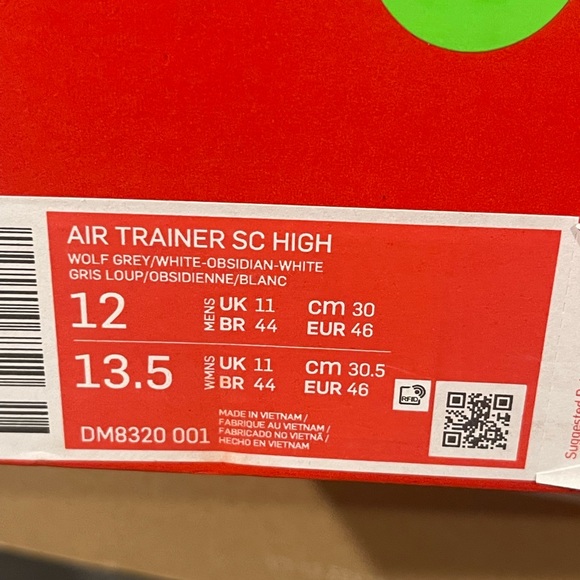 AIR TRAINER SC HIGH
WOLF GREY/WHITE-OBSIDIAN-WHITE
GRIS LOUP/OBSIDIENNE/BLANC
12 MENS UK 11 cm 30
BR 44 EUR 46
13.5 WMNS UK 11 cm 30.5
BR 44 EUR 46
RFID
DM8320 001
MADE IN VIETNAM /
FABRIQUE AU VIETNAM /
FABRICADO NO VIETNÃ /
HECHO EN VIETNAM
Suggested